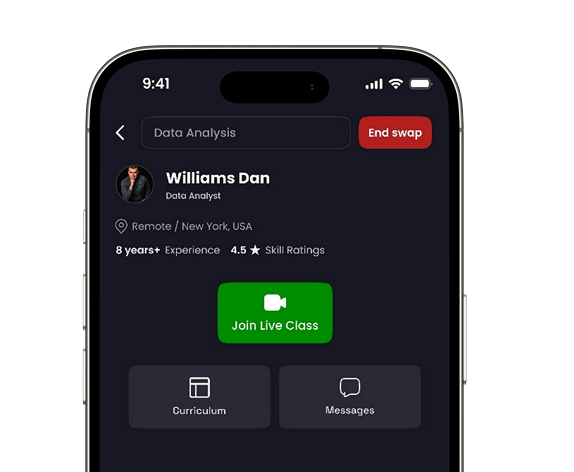 9:41
Data Analysis
End swap
Williams Dan
Data Analyst
Remote / New York, USA
8 years+ Experience 4.5 ★ Skill Ratings
Join Live Class
Curriculum
Messages